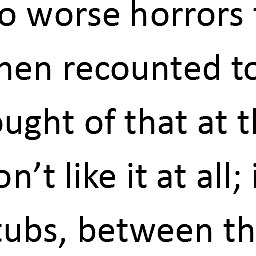 o worse horrors
hen recounted to
ought of that at th
on't like it at all; i
tubs, between th